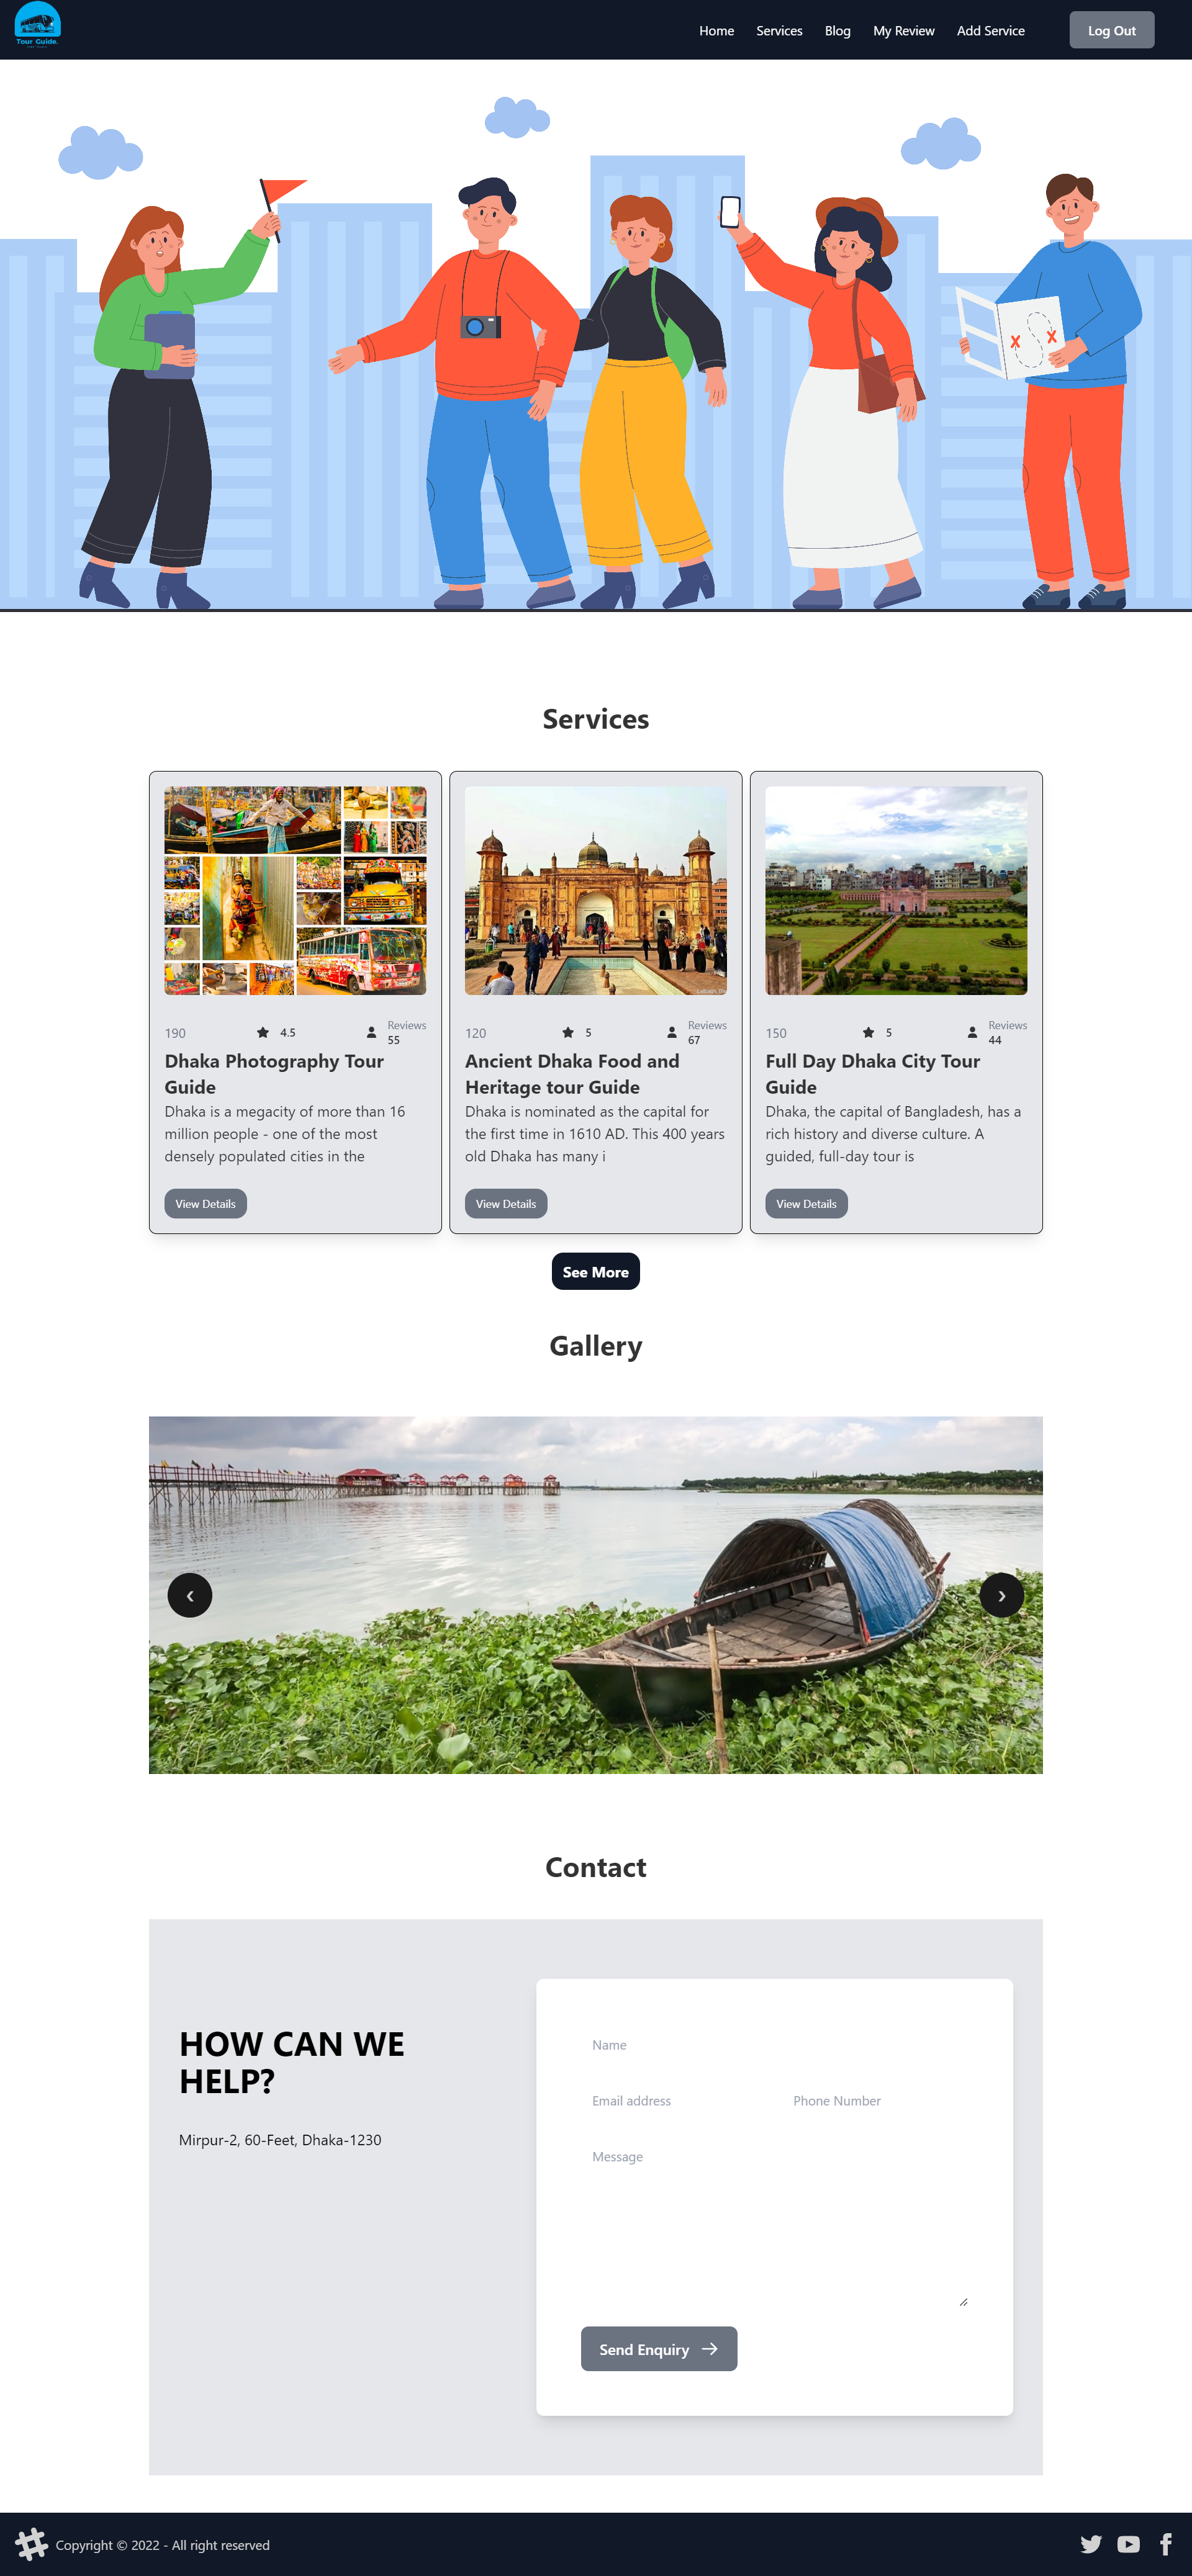 Tour Guide.
Home
Services
Blog
My Review
Add Service
Log Out
Services
190
4.5
Reviews
55
Dhaka Photography Tour
Guide
Dhaka is a megacity of more than 16
million people - one of the most
densely populated cities in the
View Details
120
5
Reviews
67
Ancient Dhaka Food and
Heritage tour Guide
Dhaka is nominated as the capital for
the first time in 1610 AD. This 400 years
old Dhaka has many i
View Details
150
5
Reviews
44
Full Day Dhaka City Tour
Guide
Dhaka, the capital of Bangladesh, has a
rich history and diverse culture. A
guided, full-day tour is
View Details
See More
Gallery
Contact
HOW CAN WE
HELP?
Mirpur-2, 60-Feet, Dhaka-1230
Name
Email address
Phone Number
Message
Send Enquiry
Copyright © 2022 - All right reserved